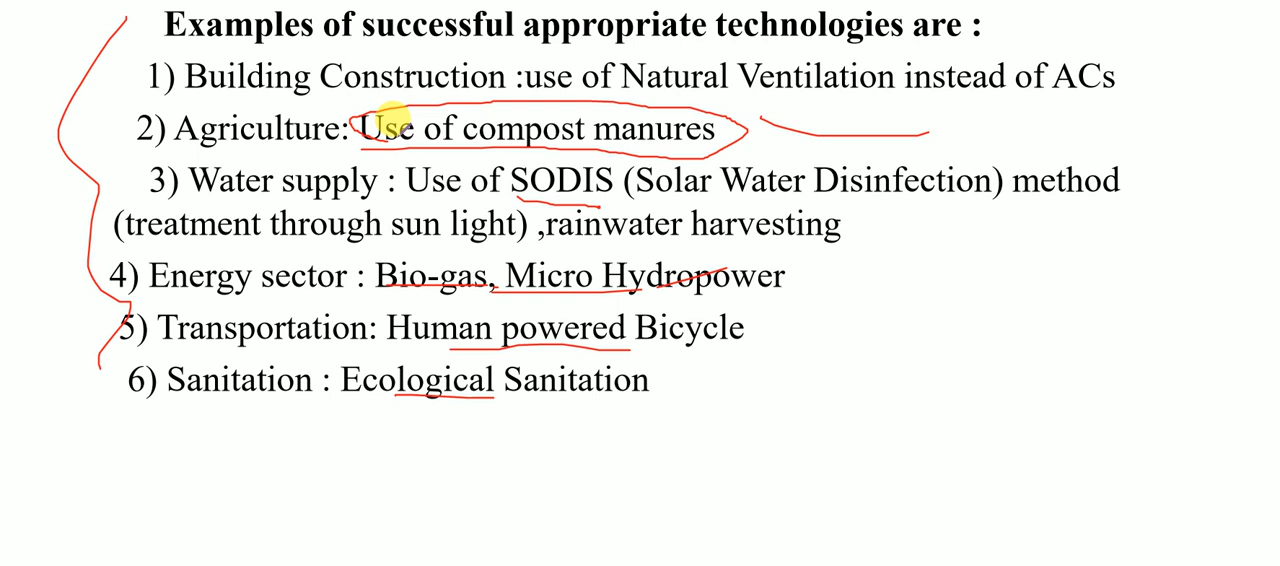 Examples of successful appropriate technologies are :
1) Building Construction :use of Natural Ventilation instead of ACs
2) Agriculture: Use of compost manures
3) Water supply : Use of SODIS (Solar Water Disinfection) method
(treatment through sun light) ,rainwater harvesting
4) Energy sector : Bio-gas, Micro Hydropower
5) Transportation: Human powered Bicycle
6) Sanitation : Ecological Sanitation